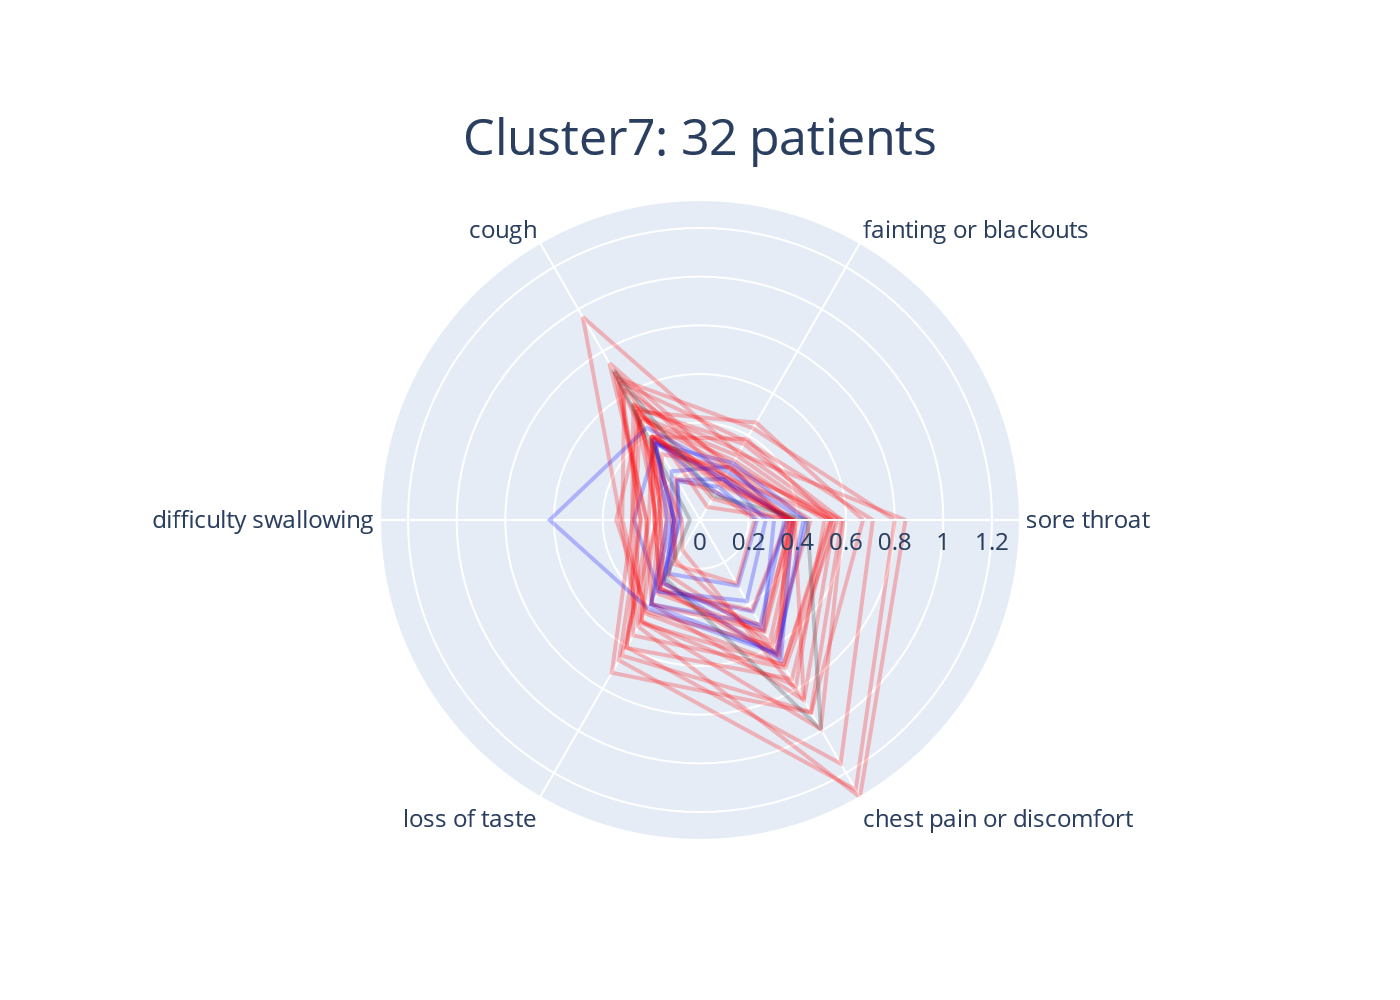 Cluster7: 32 patients
cough
fainting or blackouts
difficulty swallowing
sore throat
0 0.2 0.4 0.6 0.8 1 1.2
loss of taste
chest pain or discomfort